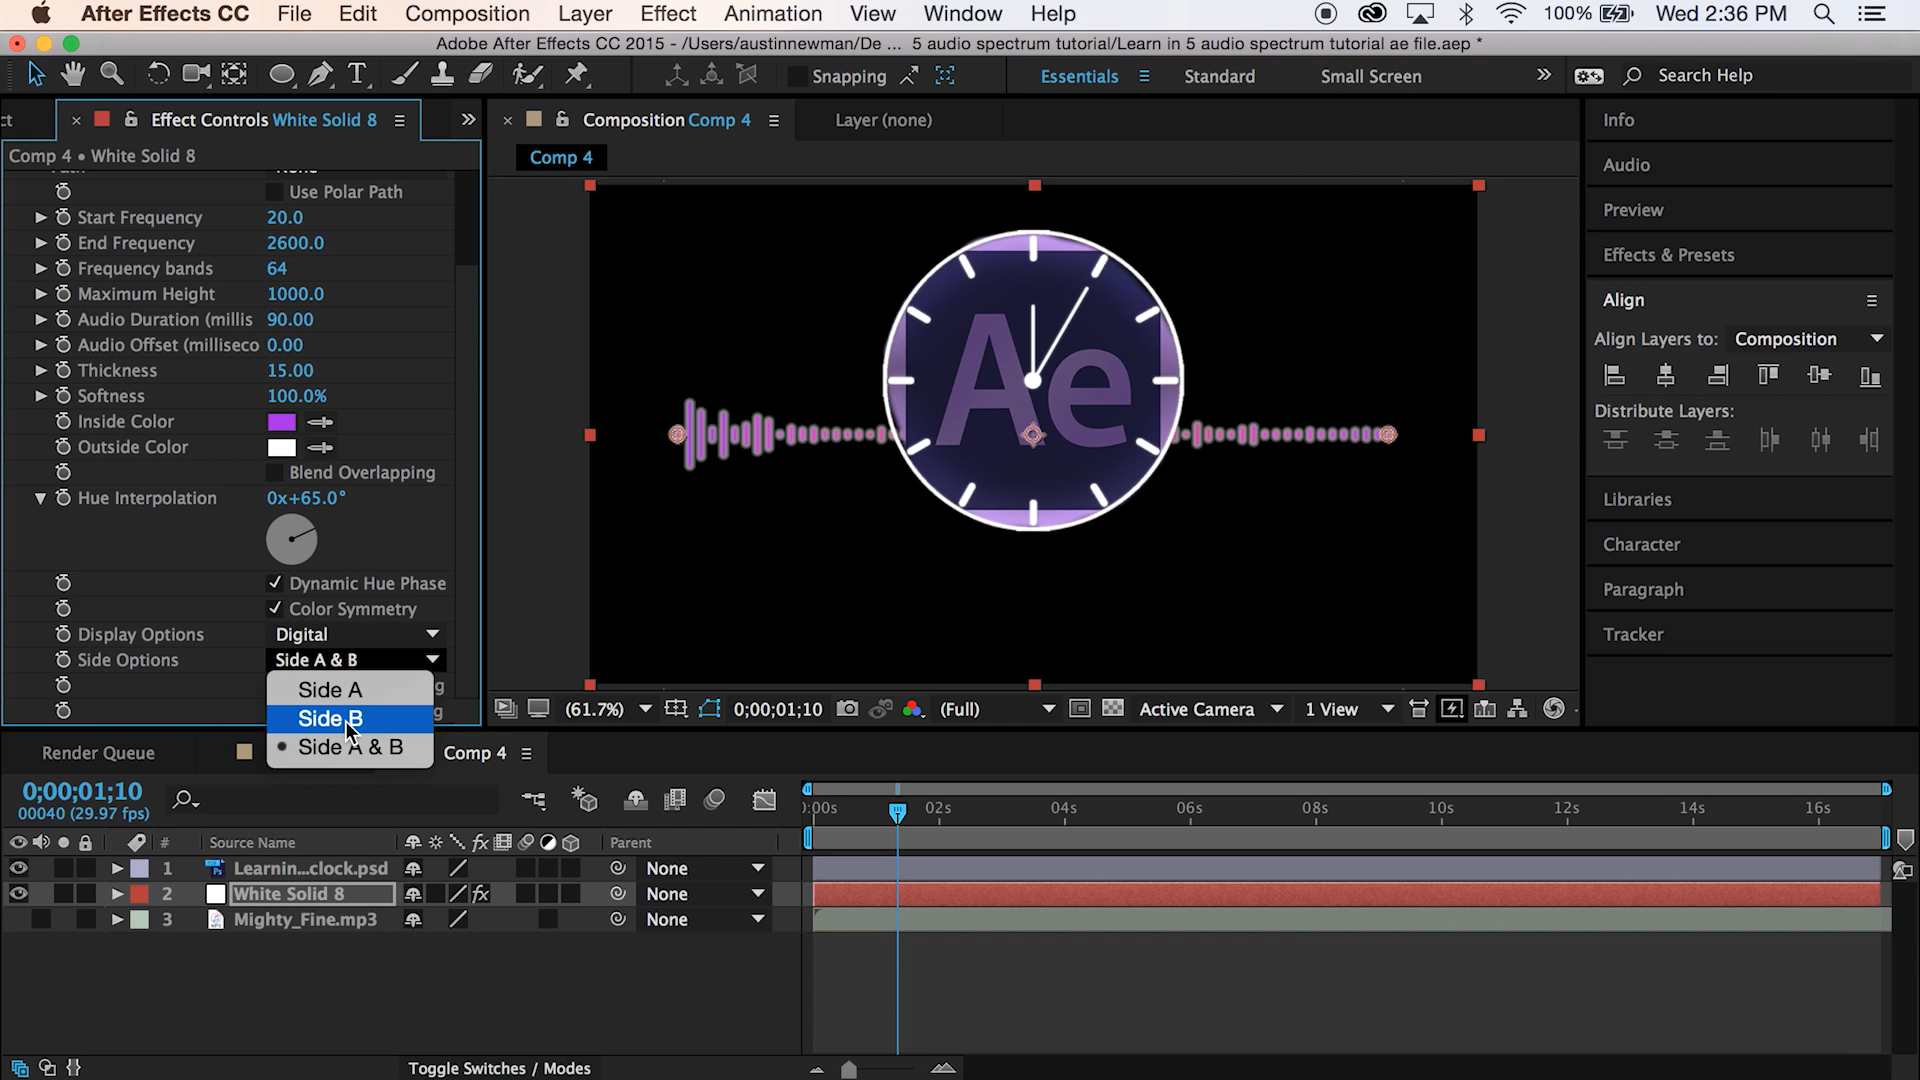 After Effects CC File Edit Composition Layer Effect Animation View Window Help 100% Wed 2:36 PM
Adobe After Effects CC 2015 - /Users/austinnewman/De ... 5 audio spectrum tutorial/Learn in 5 audio spectrum tutorial ae file.aep *
T Snapping Essentials Standard Small Screen Search Help
ct Effect Controls White Solid 8 Composition Comp 4 Layer (none) Info
Comp 4 • White Solid 8 Comp 4
Audio
Use Polar Path
Start Frequency 20.0 Preview
End Frequency 2600.0 Effects & Presets
Frequency bands 64
Maximum Height 1000.0 Align
Audio Duration (millis 90.00
Audio Offset (milliseco 0.00 Align Layers to: Composition
Thickness 15.00
Softness 100.0%
Inside Color Distribute Layers:
Outside Color
Blend Overlapping
Hue Interpolation 0x+65.0° Libraries
Ae
Character
Dynamic Hue Phase Paragraph
Color Symmetry
Display Options Digital Tracker
Side Options Side A & B
Side A g
Side B g
Side A & B
(61.7%) 0;00;01;10 (Full) Active Camera 1 View
Render Queue Comp 4
0;00;01;10
00040 (29.97 fps) :00s 02s 04s 06s 08s 10s 12s 14s 16s
# Source Name fx Parent
1 Ps Learnin...clock.psd None
2 White Solid 8 fx None
3 Mighty_Fine.mp3 None
Toggle Switches / Modes